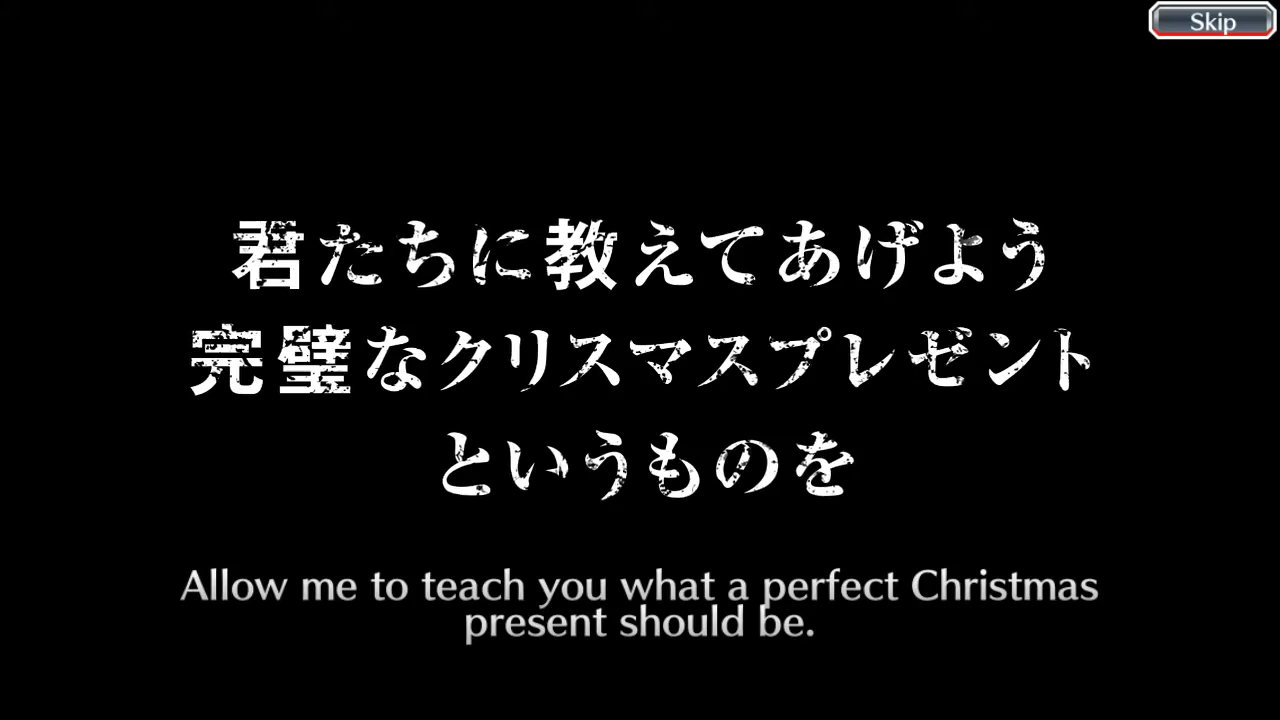 Skip
君たちに教えてあげよう
完璧なクリスマスプレゼント
というものを
Allow me to teach you what a perfect Christmas
present should be.